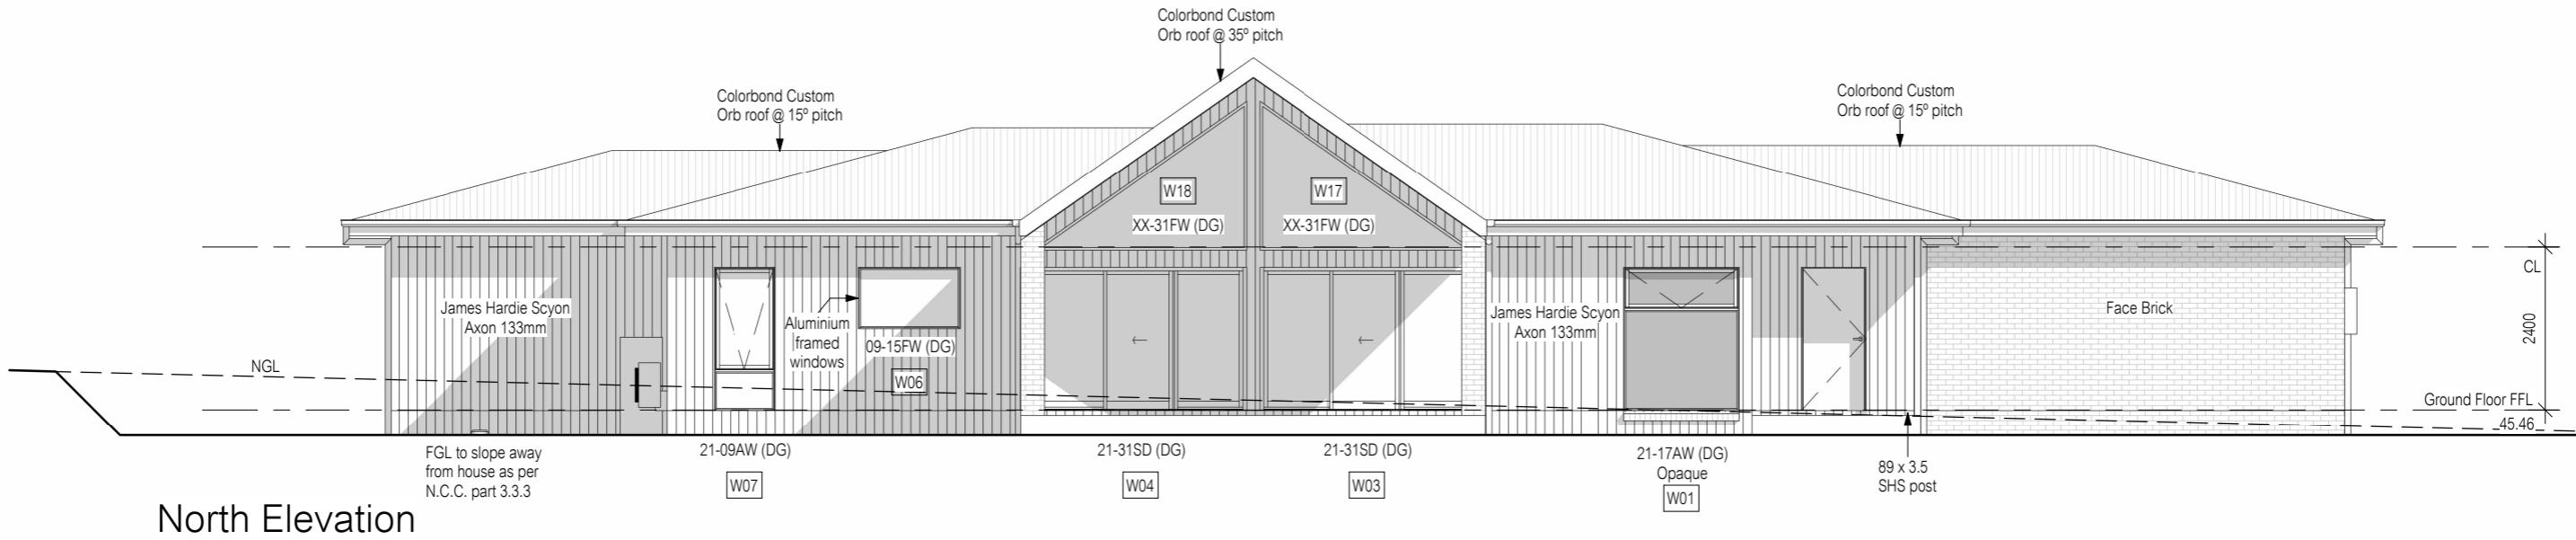 Colorbond Custom
Orb roof @ 35º pitch
Colorbond Custom
Orb roof @ 15º pitch
Colorbond Custom
Orb roof @ 15º pitch
W18
XX-31FW (DG)
W17
XX-31FW (DG)
CL
2400
James Hardie Scyon
Axon 133mm
Aluminium
framed
windows
09-15FW (DG)
W06
James Hardie Scyon
Axon 133mm
Face Brick
NGL
Ground Floor FFL
45.46
FGL to slope away
from house as per
N.C.C. part 3.3.3
21-09AW (DG)
W07
21-31SD (DG)
W04
21-31SD (DG)
W03
21-17AW (DG)
Opaque
W01
89 x 3.5
SHS post
North Elevation